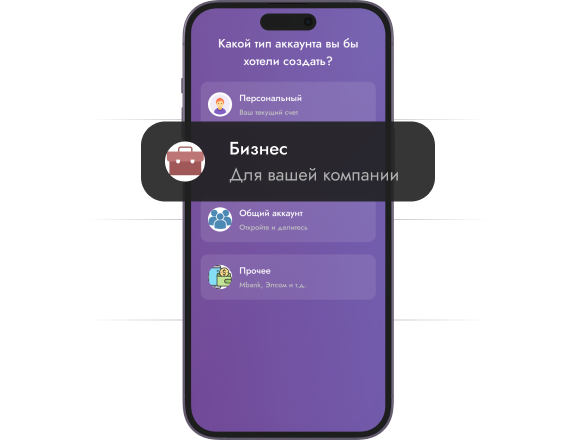 Какой тип аккаунта вы бы
хотели создать?
Персональный
Ваш текущий счет
Бизнес
Для вашей компании
Общий аккаунт
Откройте и делитесь
Прочее
Mbank, Элсом и т.д.